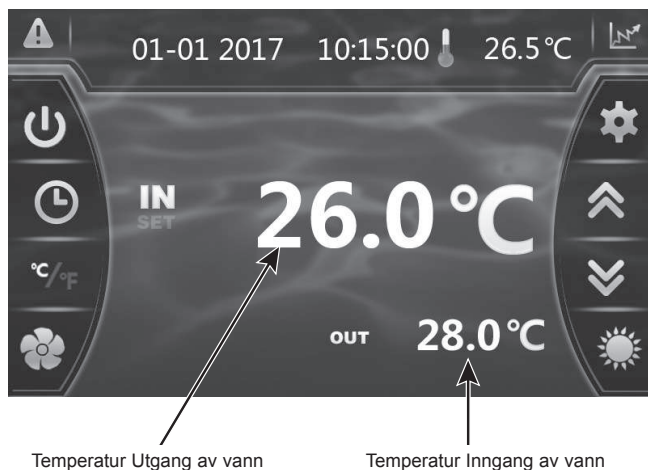 01-01 2017 10:15:00 26.5℃
IN
SET
26.0℃
℃/℉
OUT 28.0℃
Temperatur Utgang av vann Temperatur Inngang av vann